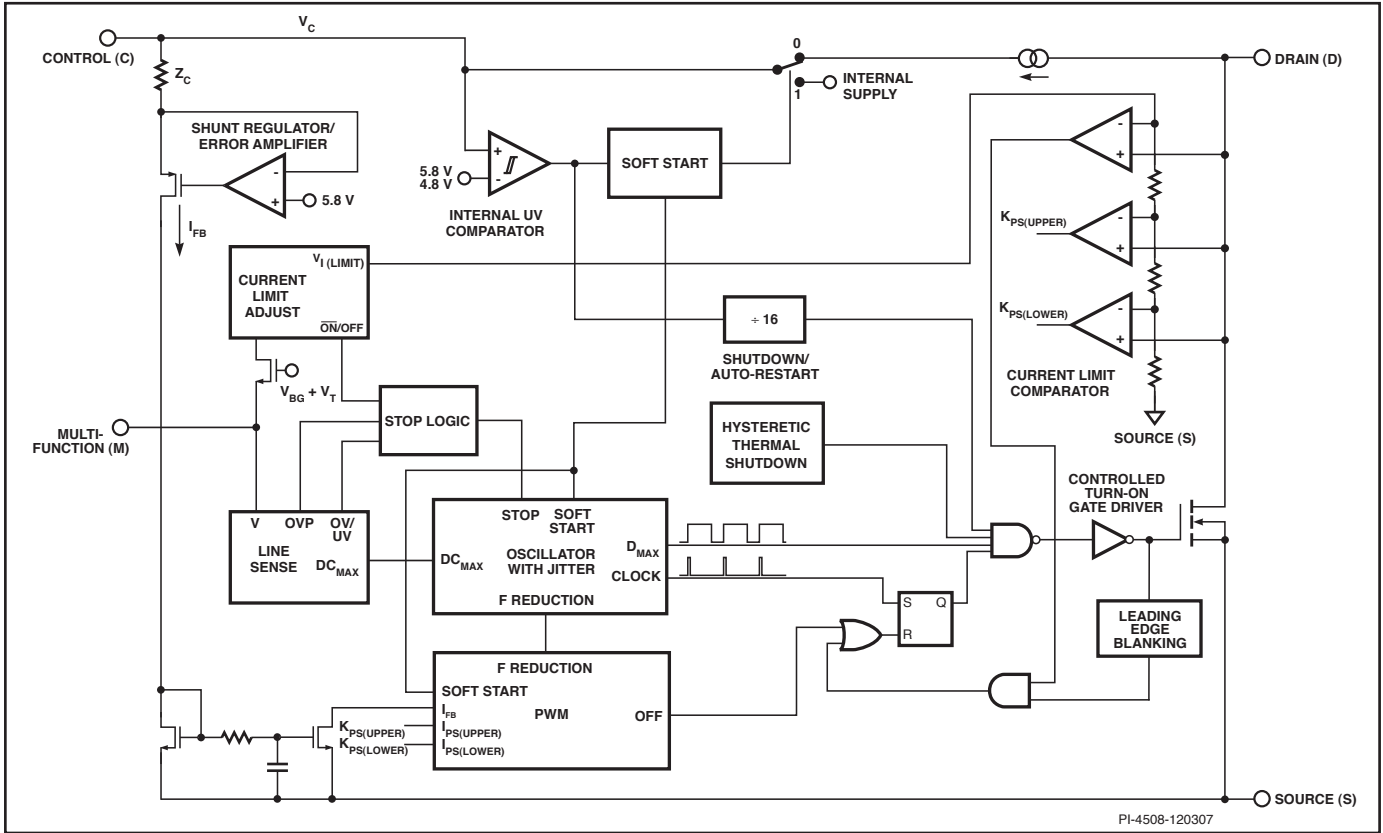 V_C
CONTROL (C)
Z_C
0
1
INTERNAL
SUPPLY
DRAIN (D)
SHUNT REGULATOR/
ERROR AMPLIFIER
-
+
5.8 V
I_FB
+
-
5.8 V
4.8 V
INTERNAL UV
COMPARATOR
SOFT START
-
+
K_PS(UPPER)
-
+
K_PS(LOWER)
-
+
CURRENT LIMIT
COMPARATOR
SOURCE (S)
V_I (LIMIT)
CURRENT
LIMIT
ADJUST
O̅N̅/OFF
÷ 16
SHUTDOWN/
AUTO-RESTART
V_BG + V_T
MULTI-
FUNCTION (M)
STOP LOGIC
HYSTERETIC
THERMAL
SHUTDOWN
CONTROLLED
TURN-ON
GATE DRIVER
V
OVP
OV/
UV
LINE
SENSE
DC_MAX
STOP
SOFT
START
DC_MAX
OSCILLATOR
WITH JITTER
D_MAX
CLOCK
F REDUCTION
S
Q
R
LEADING
EDGE
BLANKING
F REDUCTION
SOFT START
PWM
OFF
I_FB
K_PS(UPPER)
I_PS(UPPER)
K_PS(LOWER)
I_PS(LOWER)
SOURCE (S)
PI-4508-120307